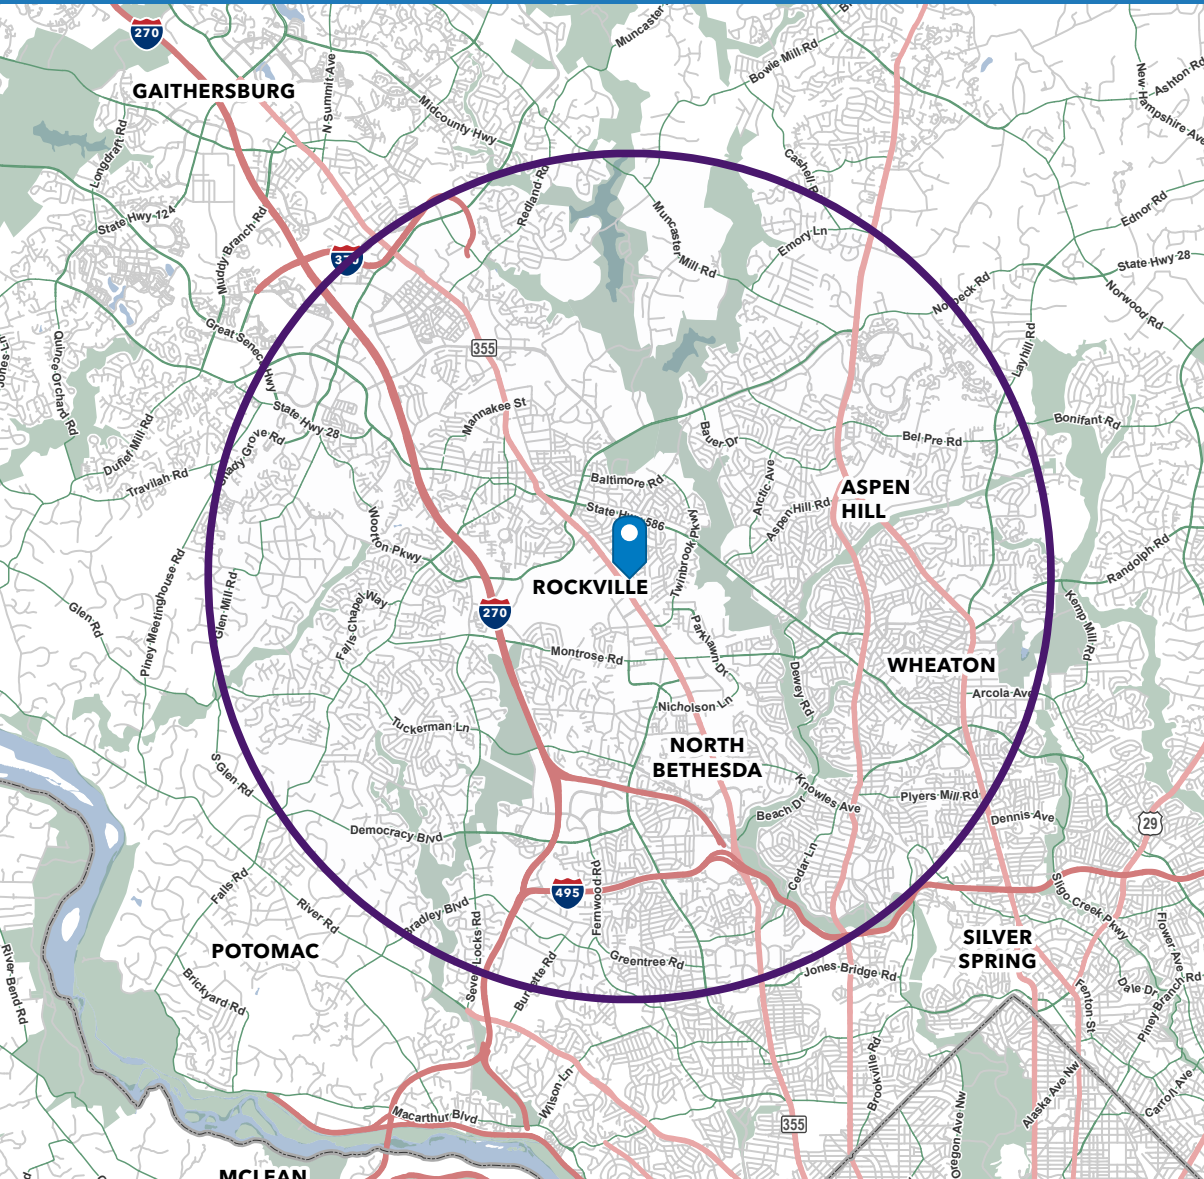 270
Muncaster
Bowie Mill Rd
New Hampshire Ave
Ashton Rd
GAITHERSBURG
N Summit Ave
Midcounty Hwy
Longdraft Rd
Cashell R
Redland Rd
State Hwy 124
Muddy Branch Rd
Muncaster Mill Rd
Emory Ln
Ednor Rd
State Hwy 28
370
Norbeck Rd
Norwood Rd
Great Seneca Hwy
Quince Orchard Rd
355
Layhill Rd
Mannakee St
State Hwy 28
Dufief Mill Rd
Shady Grove Rd
Bauer Dr
Bel Pre Rd
Bonifant Rd
Travilah Rd
Baltimore Rd
Arctic Ave
ASPEN
HILL
Aspen Hill Rd
State Hwy 586
Wootton Pkwy
Twinbrook Pkwy
ROCKVILLE
Randolph Rd
Piney Meetinghouse Rd
Glen Mill Rd
Glen Rd
Falls Chapel Way
270
Kemp Mill Rd
Parklawn Dr
Montrose Rd
WHEATON
Dewey Rd
Arcola Ave
Nicholson Ln
Tuckerman Ln
NORTH
BETHESDA
S Glen Rd
Knowles Ave
Plyers Mill Rd
Beach Dr
Dennis Ave
29
Democracy Blvd
Cedar Ln
Falls Rd
495
Fernwood Rd
River Rd
Bradley Blvd
Seven Locks Rd
Sligo Creek Pkwy
Flower Ave
POTOMAC
SILVER
SPRING
Greentree Rd
Jones Bridge Rd
Burdette Rd
River Bend Rd
Brickyard Rd
Dale Dr
Fenton St
Piney Branch Rd
Brookville Rd
Wilson Ln
Alaska Ave Nw
Carroll Ave
Macarthur Blvd
355
Oregon Ave Nw
MCLEAN